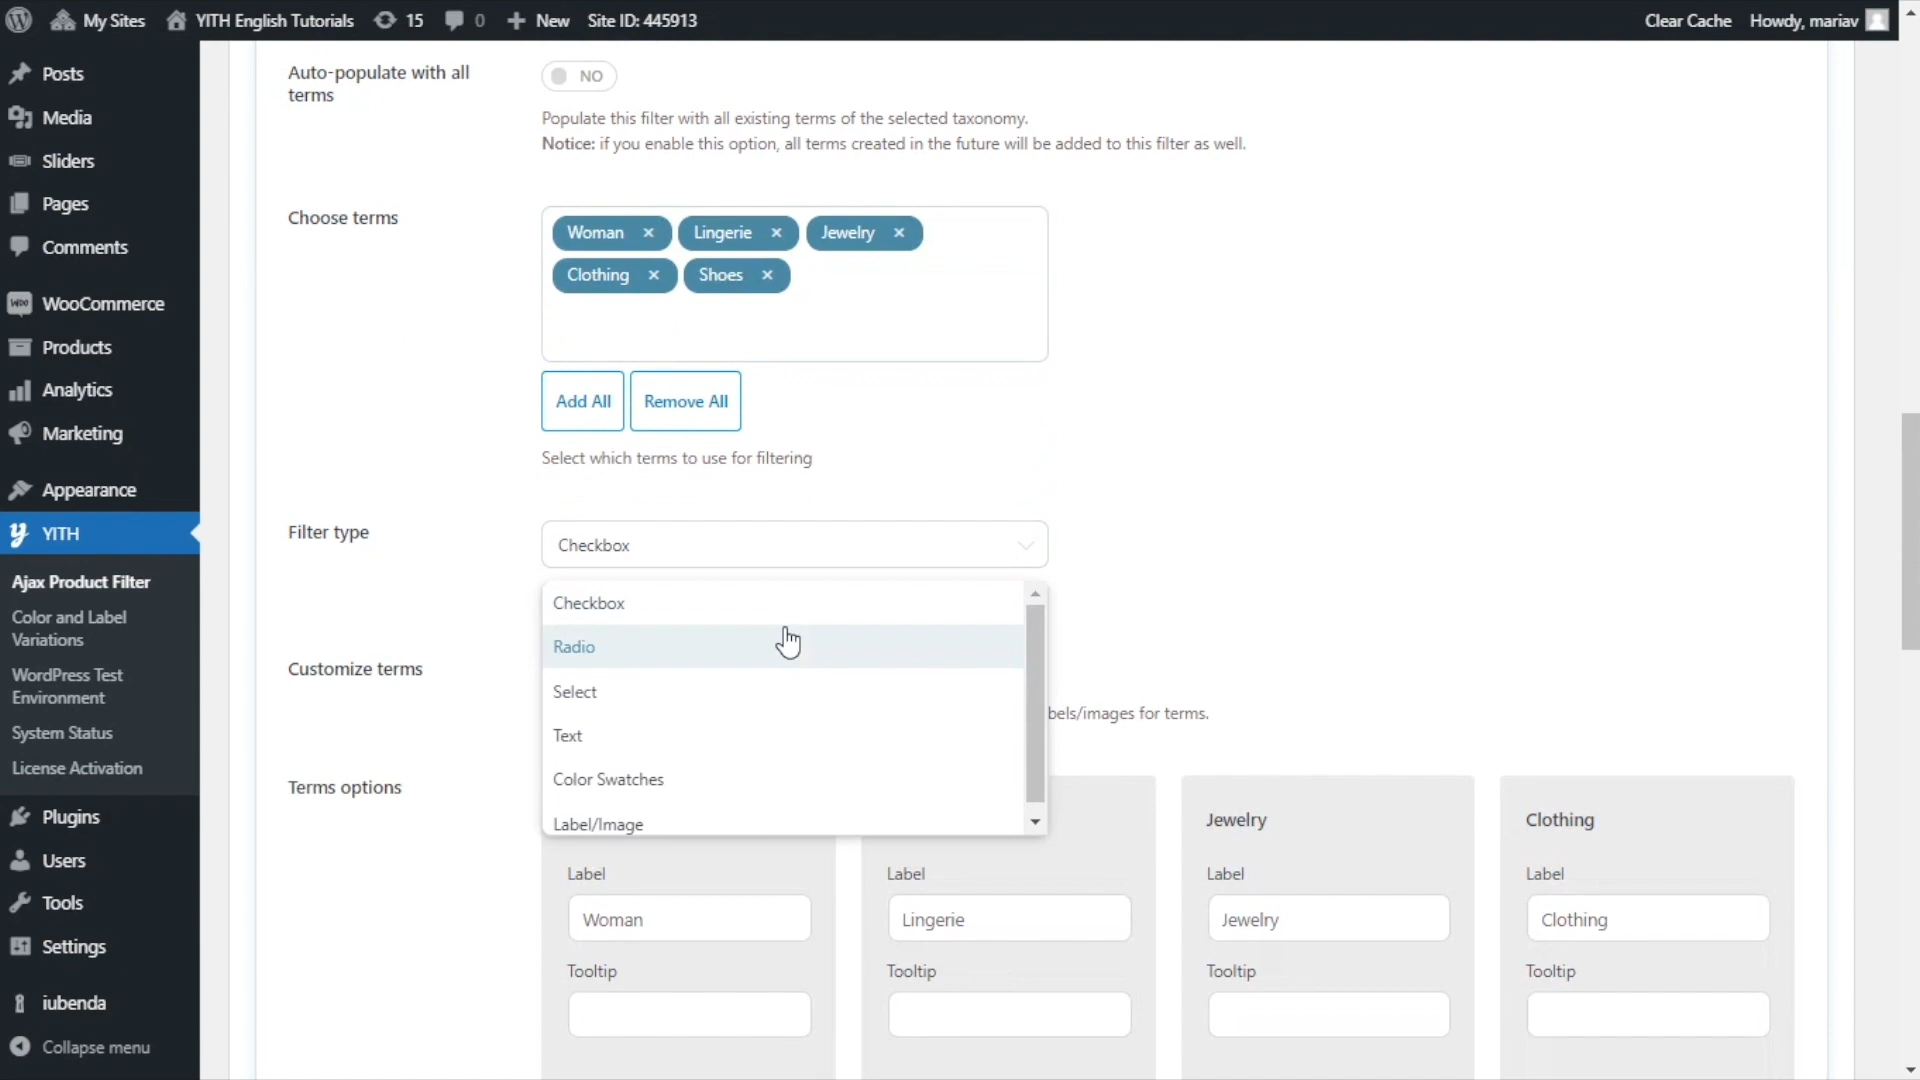 My Sites
YITH English Tutorials
15
0
New
Site ID: 445913
Clear Cache
Howdy, mariav
Posts
Media
Sliders
Pages
Comments
WOO
WooCommerce
Products
Analytics
Marketing
Appearance
YITH
Ajax Product Filter
Color and Label
Variations
WordPress Test
Environment
System Status
License Activation
Plugins
Users
Tools
Settings
iubenda
Collapse menu
Auto-populate with all
terms
NO
Populate this filter with all existing terms of the selected taxonomy.
Notice: if you enable this option, all terms created in the future will be added to this filter as well.
Choose terms
Woman × Lingerie × Jewelry ×
Clothing × Shoes ×
Add All
Remove All
Select which terms to use for filtering
Filter type
Checkbox
Checkbox
Radio
Select
Text
Color Swatches
Label/Image
Customize terms
bels/images for terms.
Terms options
Jewelry
Clothing
Label
Label
Label
Label
Woman
Lingerie
Jewelry
Clothing
Tooltip
Tooltip
Tooltip
Tooltip